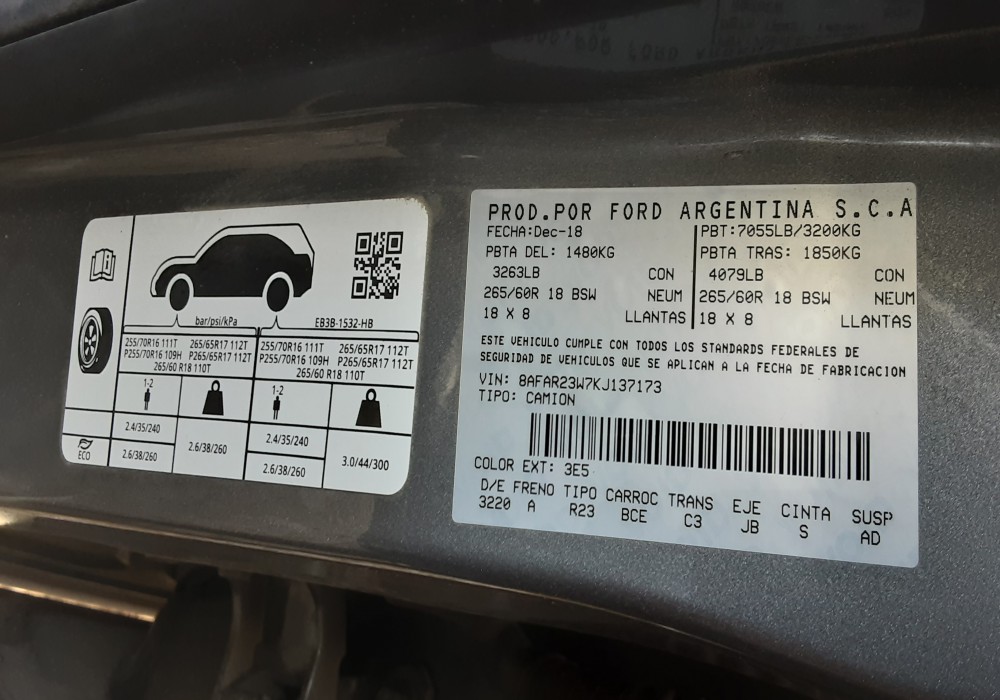 bar/psi/kPa
EB3B-1532-HB
255/70R16 111T 265/65R17 112T
P255/70R16 109H P265/65R17 112T
265/60 R18 110T
255/70R16 111T 265/65R17 112T
P255/70R16 109H P265/65R17 112T
265/60 R18 110T
1-2
1-2
2.4/35/240
2.6/38/260
2.4/35/240
3.0/44/300
ECO
2.6/38/260
2.6/38/260
PROD.POR FORD ARGENTINA S.C.A
FECHA:Dec-18 PBT:7055LB/3200KG
PBTA DEL: 1480KG PBTA TRAS: 1850KG
3263LB CON 4079LB CON
265/60R 18 BSW NEUM 265/60R 18 BSW NEUM
18 X 8 LLANTAS 18 X 8 LLANTAS
ESTE VEHICULO CUMPLE CON TODOS LOS STANDARDS FEDERALES DE
SEGURIDAD DE VEHICULOS QUE SE APLICAN A LA FECHA DE FABRICACION
VIN: 8AFAR23W7KJ137173
TIPO: CAMION
COLOR EXT: 3E5
D/E FRENO TIPO CARROC TRANS EJE CINTA SUSP
3220 A R23 BCE C3 JB S AD